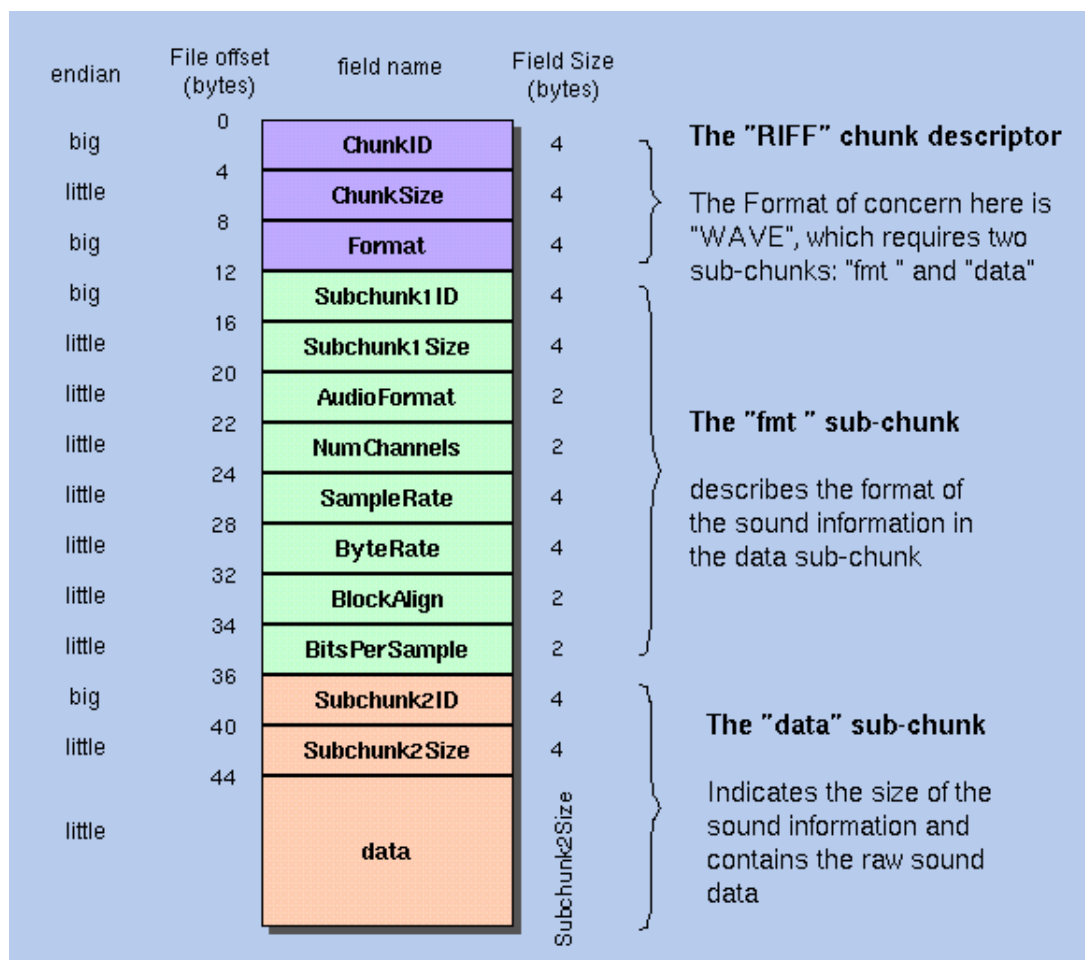 endian
File offset
(bytes)
field name
Field Size
(bytes)
0
big
ChunkID
4
The "RIFF" chunk descriptor
4
little
ChunkSize
4
The Format of concern here is
"WAVE", which requires two
sub-chunks: "fmt " and "data"
8
big
Format
4
12
big
Subchunk1ID
4
16
little
Subchunk1Size
4
20
little
AudioFormat
2
22
The "fmt " sub-chunk
little
NumChannels
2
24
describes the format of
the sound information in
the data sub-chunk
little
SampleRate
4
28
little
ByteRate
4
32
little
BlockAlign
2
34
little
BitsPerSample
2
36
big
Subchunk2ID
4
40
The "data" sub-chunk
little
Subchunk2Size
4
44
Indicates the size of the
sound information and
contains the raw sound
data
little
data
Subchunk2Size